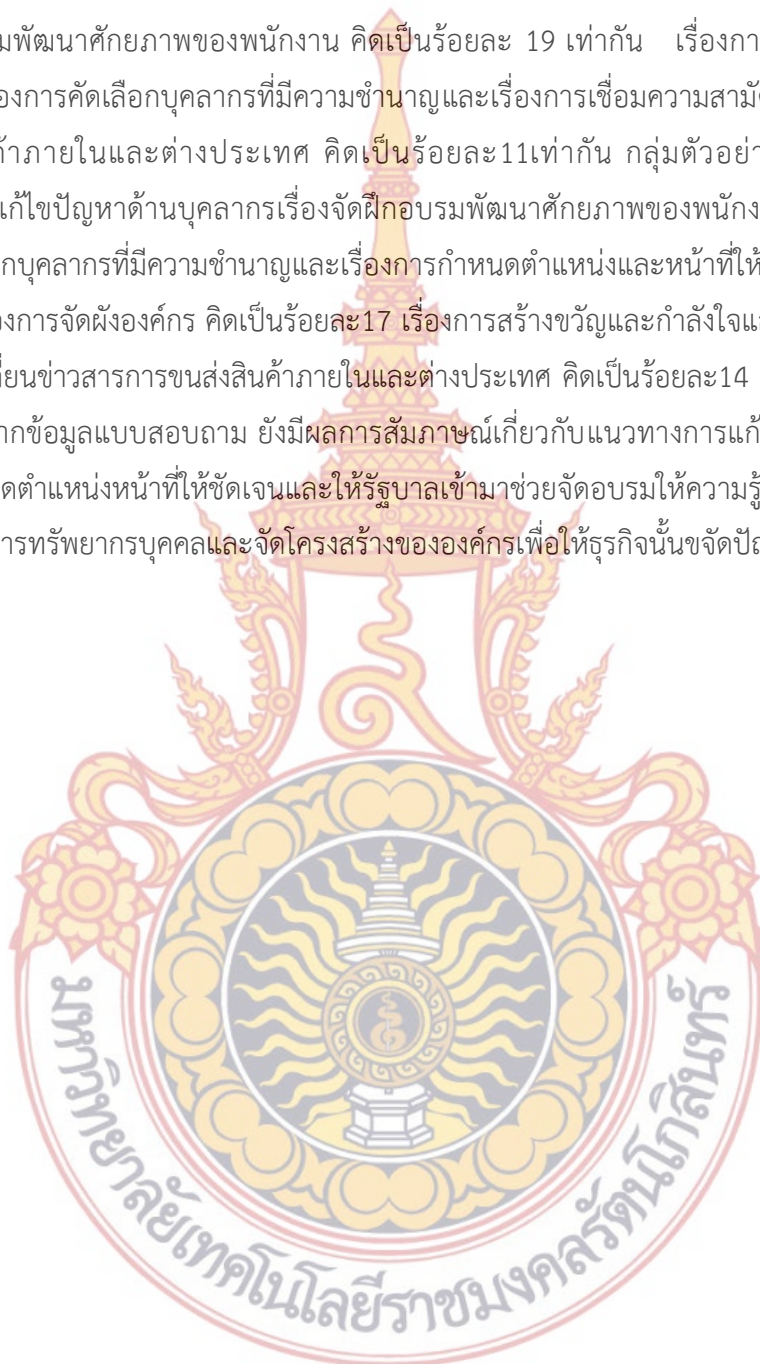 มพัฒนาศักยภาพของพนักงาน คิดเป็นร้อยละ 19 เท่ากัน เรื่องกา
องการคัดเลือกบุคลากรที่มีความชำนาญและเรื่องการเชื่อมความสามั
ค้าภายในและต่างประเทศ คิดเป็นร้อยละ11เท่ากัน กลุ่มตัวอย่า
แก้ไขปัญหาด้านบุคลากรเรื่องจัดฝึกอบรมพัฒนาศักยภาพของพนักง
กบุคลากรที่มีความชำนาญและเรื่องการกำหนดตำแหน่งและหน้าที่ให้
องการจัดผังองค์กร คิดเป็นร้อยละ17 เรื่องการสร้างขวัญและกำลังใจแ
ลี่ยนข่าวสารการขนส่งสินค้าภายในและต่างประเทศ คิดเป็นร้อยละ14
ากข้อมูลแบบสอบถาม ยังมีผลการสัมภาษณ์เกี่ยวกับแนวทางการแก้
ดตำแหน่งหน้าที่ให้ชัดเจนและให้รัฐบาลเข้ามาช่วยจัดอบรมให้ความรู้
ารทรัพยากรบุคคลและจัดโครงสร้างขององค์กรเพื่อให้ธุรกิจนั้นขจัดปัญ
มหาวิทยาลัยเทคโนโลยีราชมงคลรัตนโกสินทร์